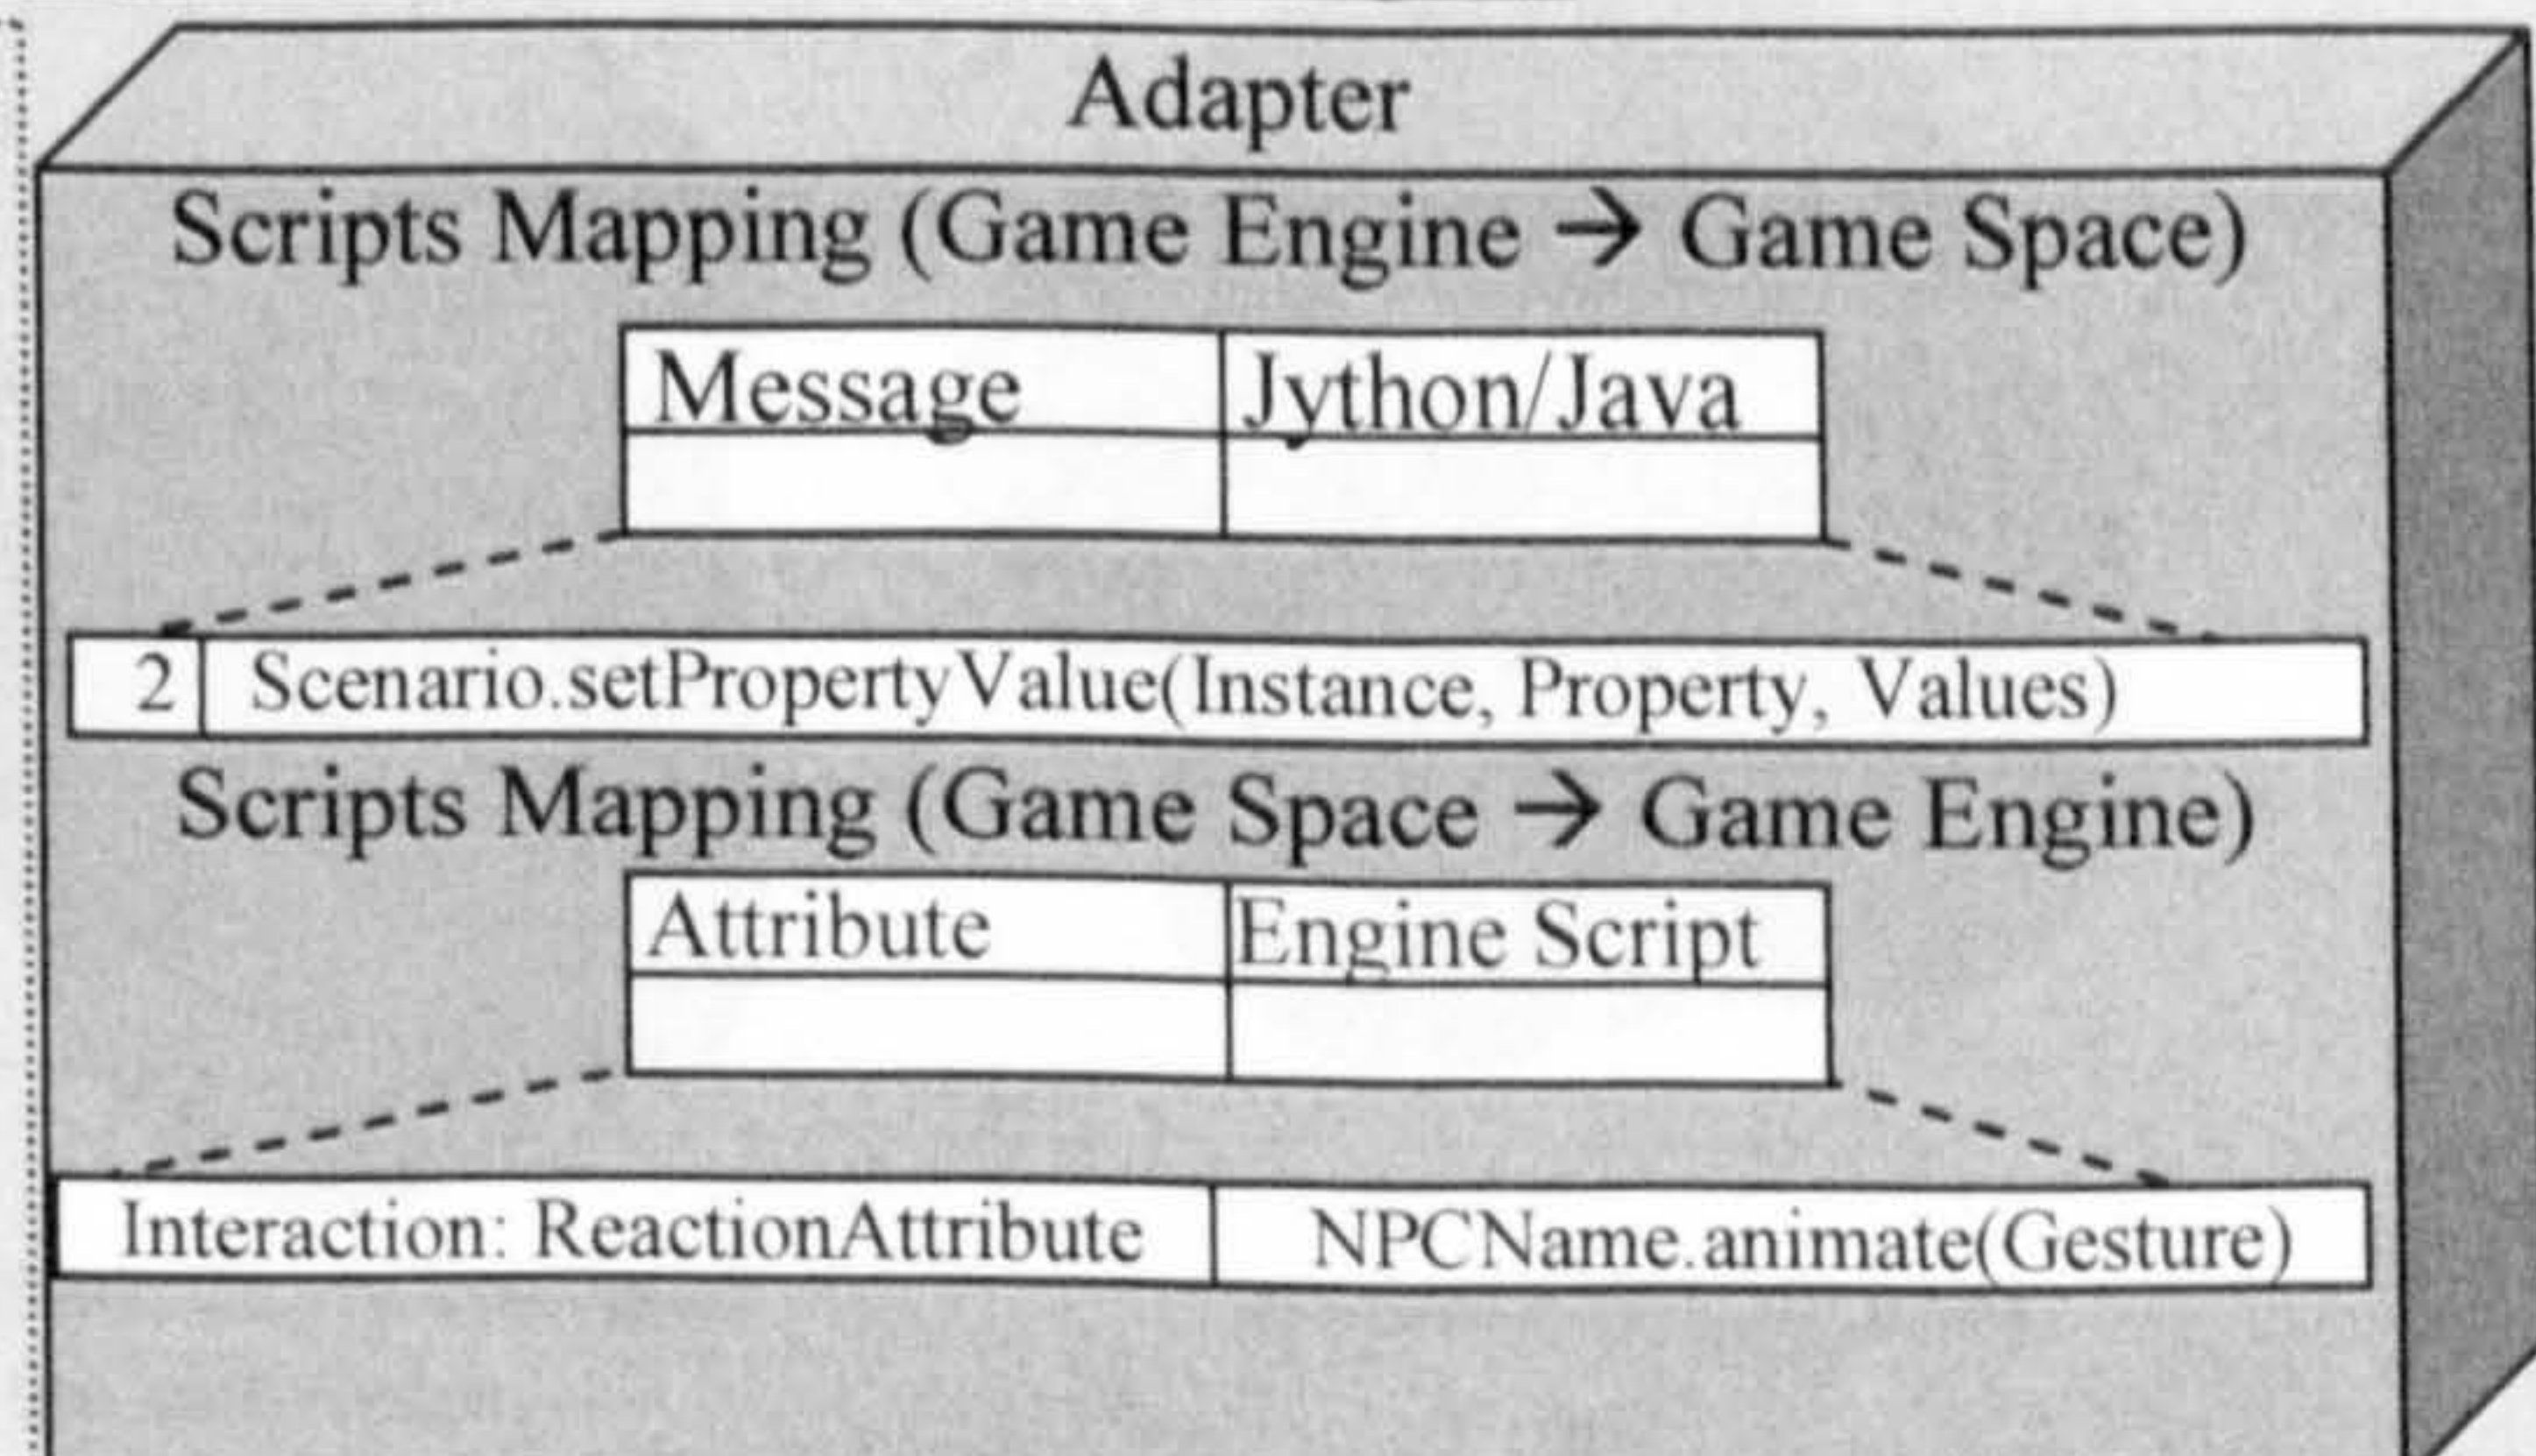 Adapter
Scripts Mapping (Game Engine → Game Space)
Message Jython/Java
2 Scenario.setPropertyValue(Instance, Property, Values)
Scripts Mapping (Game Space → Game Engine)
Attribute Engine Script
Interaction: ReactionAttribute NPCName.animate(Gesture)